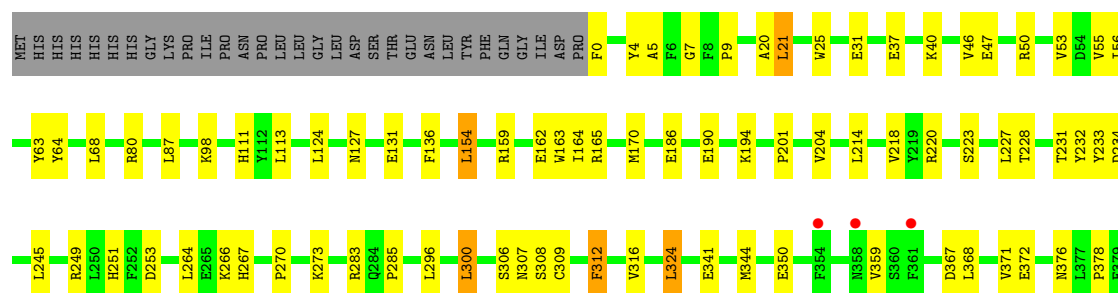 MET HIS HIS HIS HIS HIS HIS GLY LYS PRO ILE PRO ASN PRO LEU LEU GLY LEU ASP SER THR GLU ASN LEU TYR PHE GLN GLY ILE ASP PRO F0 Y4 A5 F6 G7 F8 P9 A20 L21 W25 E31 E37 K40 V46 E47 R50 V53 D54 V55 I56
Y63 Y64 L68 R80 L87 K98 H111 Y112 L113 L124 N127 E131 F136 L154 R159 E162 W163 I164 R165 M170 E186 E190 K194 P201 V204 L214 V218 Y219 R220 S223 L227 T228 T231 Y232 Y233 D234
L245 R249 L250 H251 F252 D253 L264 E265 K266 H267 P270 K273 R283 Q284 P285 L296 L300 S306 N307 S308 C309 F312 V316 L324 E341 M344 E350 F354 N358 V359 S360 F361 D367 L368 V371 E372 N376 L377 P378 E379